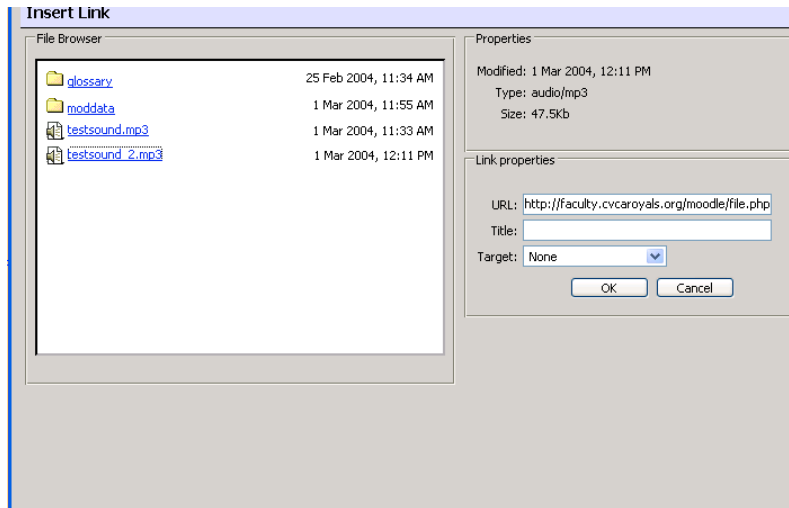 Insert Link
File Browser
glossary 25 Feb 2004, 11:34 AM
moddata 1 Mar 2004, 11:55 AM
testsound.mp3 1 Mar 2004, 11:33 AM
testsound_2.mp3 1 Mar 2004, 12:11 PM
Properties
Modified: 1 Mar 2004, 12:11 PM
Type: audio/mp3
Size: 47.5Kb
Link properties
URL: http://faculty.cvcaroyals.org/moodle/file.php
Title:
Target: None
OK Cancel